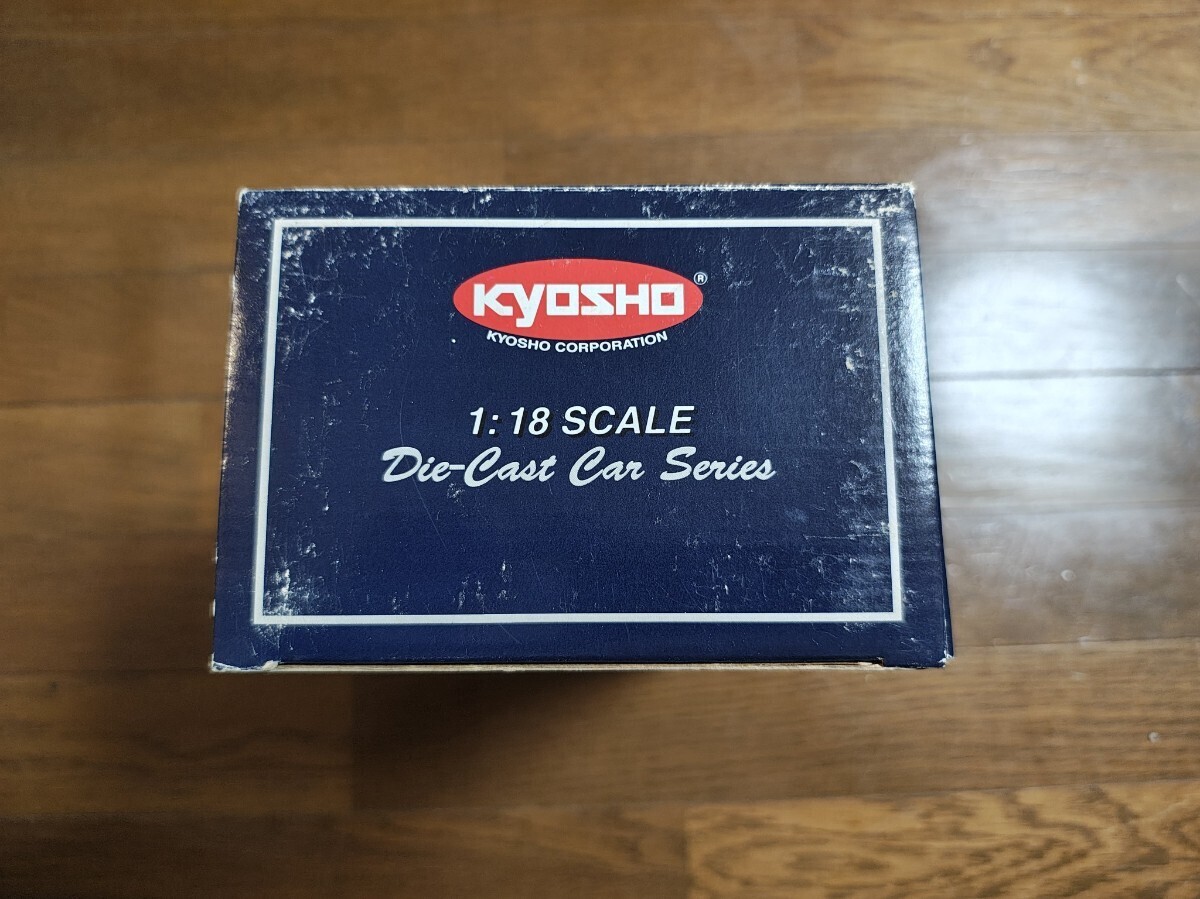 KYOSHO ®
KYOSHO CORPORATION
1:18 SCALE
Die-Cast Car Series